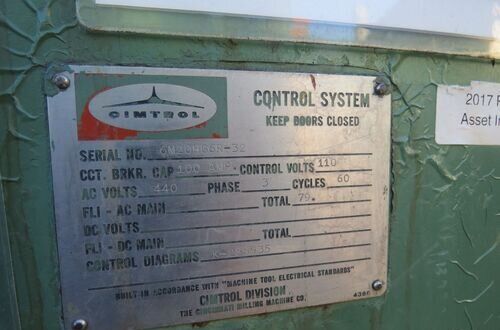 CIMTROL
CONTROL SYSTEM
KEEP DOORS CLOSED
SERIAL NO.
CCT. BRKR. CAP 100 AMP. CONTROL VOLTS 110
AC VOLTS 440 PHASE 3 CYCLES 60
FLI - AC MAIN TOTAL 79.
DC VOLTS
FLI - DC MAIN TOTAL
CONTROL DIAGRAMS
BUILT IN ACCORDANCE WITH "MACHINE TOOL ELECTRICAL STANDARDS"
CIMTROL DIVISION
THE CINCINNATI MILLING MACHINE CO.
2017
Asset